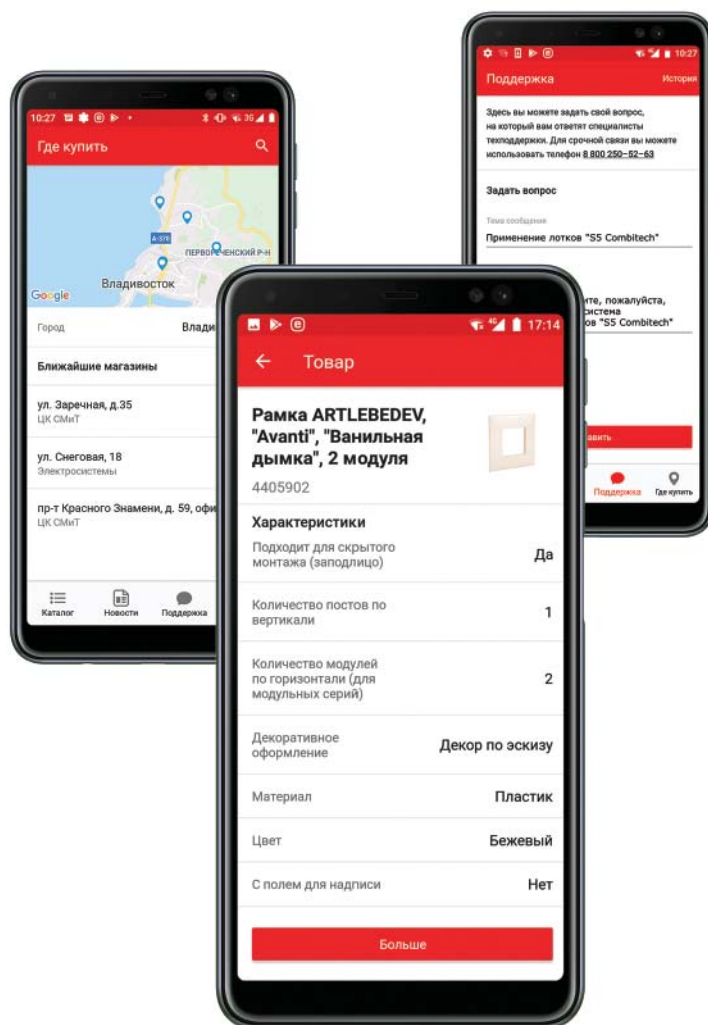 10:27
3G
Где купить
А-370
ПЕРВОРЕЧЕНСКИЙ Р-Н
Владивосток
Google
Город
Влади
Ближайшие магазины
ул. Заречная, д.35
ЦК СМиТ
ул. Снеговая, 18
Электросистемы
пр-т Красного Знамени, д. 59, офи
ЦК СМиТ
Каталог
Новости
Поддержка
10:27
Поддержка
История
Здесь вы можете задать свой вопрос,
на который вам ответят специалисты
техподдержки. Для срочной связи вы можете
использовать телефон 8 800 250–52–63
Задать вопрос
Тема сообщения
Применение лотков "S5 Combitech"
ите, пожалуйста,
система
ов "S5 Combitech"
авить
Поддержка
Где купить
4G
17:14
Товар
Рамка ARTLEBEDEV,
"Avanti", "Ванильная
дымка", 2 модуля
4405902
Характеристики
Подходит для скрытого
монтажа (заподлицо)
Да
Количество постов по
вертикали
1
Количество модулей
по горизонтали (для
модульных серий)
2
Декоративное
оформление
Декор по эскизу
Материал
Пластик
Цвет
Бежевый
С полем для надписи
Нет
Больше